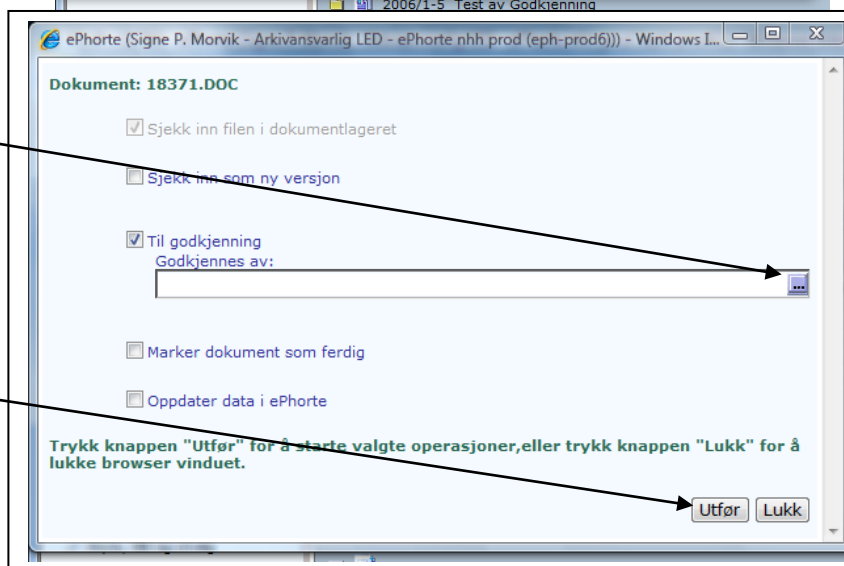 2006/1-5 Test av Godkjenning
ePhorte (Signe P. Morvik - Arkivansvarlig LED - ePhorte nhh prod (eph-prod6))) - Windows I...
Dokument: 18371.DOC
Sjekk inn filen i dokumentlageret
Sjekk inn som ny versjon
Til godkjenning
Godkjennes av:
...
Marker dokument som ferdig
Oppdater data i ePhorte
Trykk knappen "Utfør" for å starte valgte operasjoner,eller trykk knappen "Lukk" for å
lukke browser vinduet.
Utfør Lukk